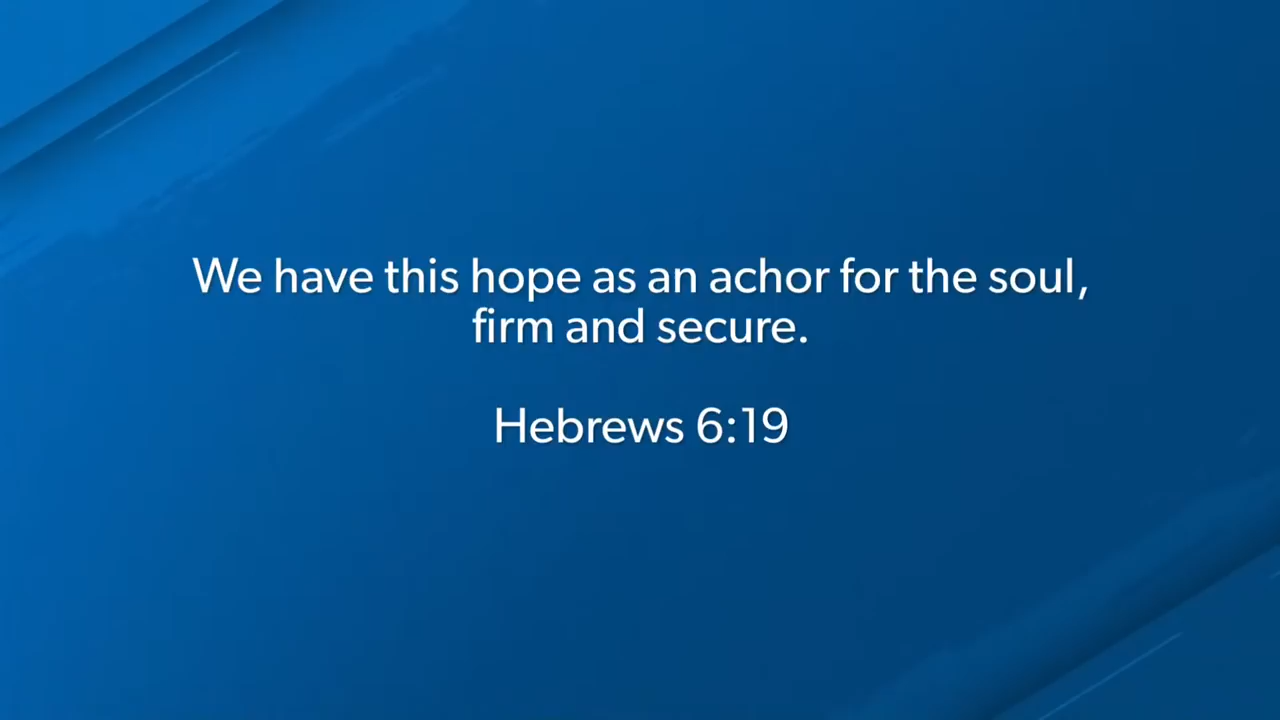 We have this hope as an achor for the soul,
firm and secure.
Hebrews 6:19